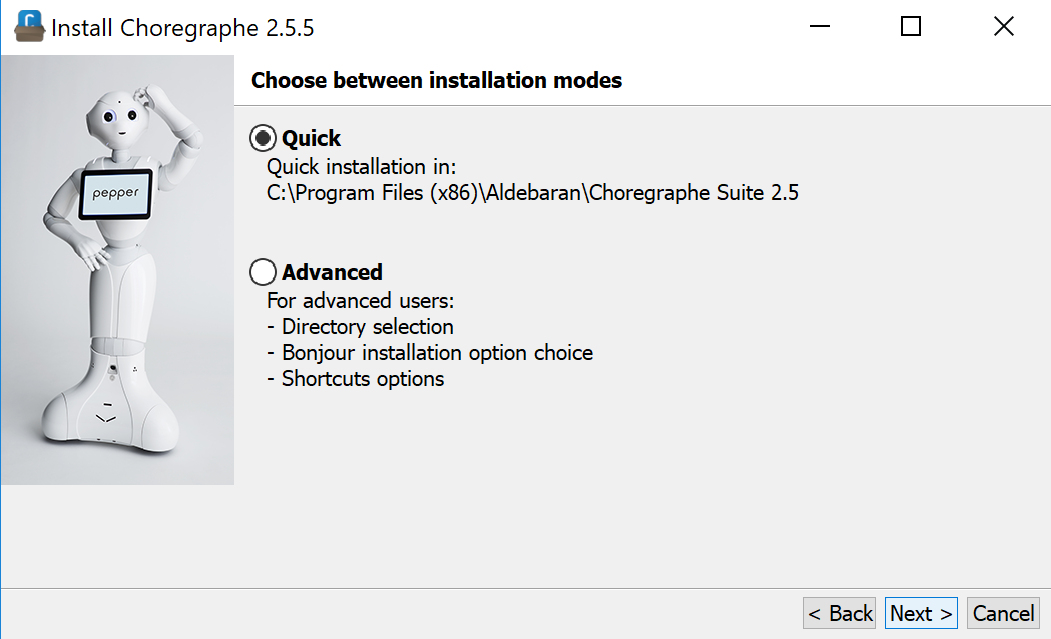 Install Choregraphe 2.5.5
Choose between installation modes
pepper
Quick
Quick installation in:
C:\Program Files (x86)\Aldebaran\Choregraphe Suite 2.5
Advanced
For advanced users:
- Directory selection
- Bonjour installation option choice
- Shortcuts options
< Back
Next >
Cancel